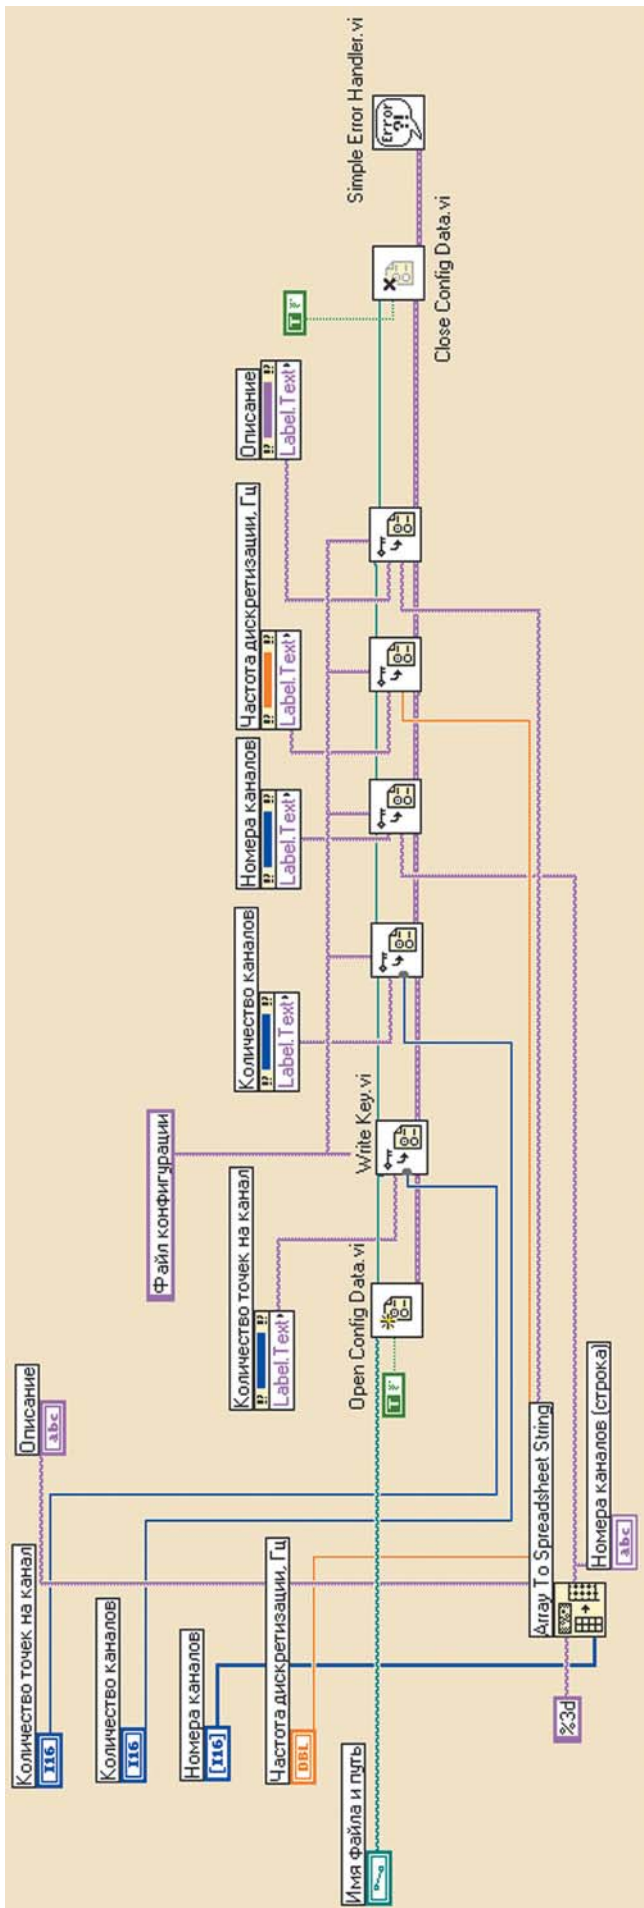 Количество точек на канал
I16
Описание
abc
Количество каналов
I16
Файл конфигурации
Номера каналов
[I16]
Количество точек на канал
Label.Text
Количество каналов
Label.Text
Номера каналов
Label.Text
Частота дискретизации, Гц
Label.Text
Описание
Label.Text
Частота дискретизации, Гц
DBL
T F
Имя файла и путь
Open Config Data.vi
T F
Write Key.vi
Simple Error Handler.vi
Error
?!
Close Config Data.vi
%3d
Array To Spreadsheet String
Номера каналов (строка)
abc